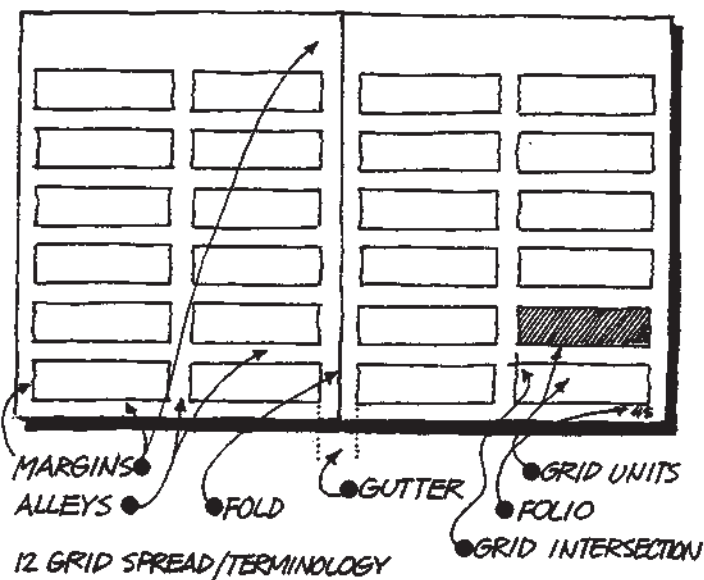 MARGINS
ALLEYS
FOLD
GUTTER
GRID UNITS
FOLIO
GRID INTERSECTION
12 GRID SPREAD/TERMINOLOGY